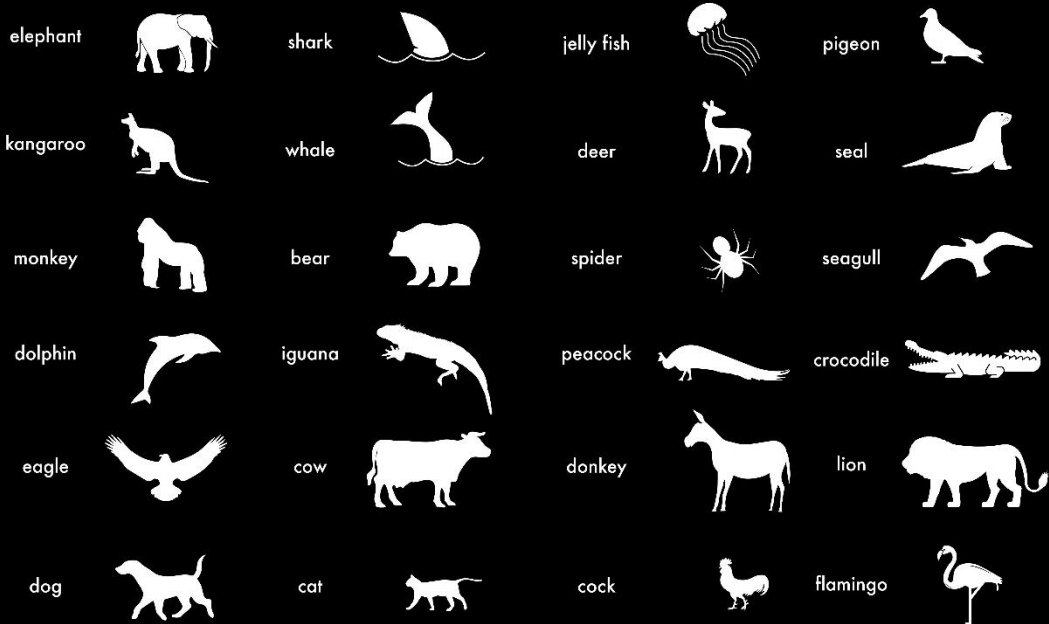 elephant
shark
jelly fish
pigeon
kangaroo
whale
deer
seal
monkey
bear
spider
seagull
dolphin
iguana
peacock
crocodile
eagle
cow
donkey
lion
dog
cat
cock
flamingo